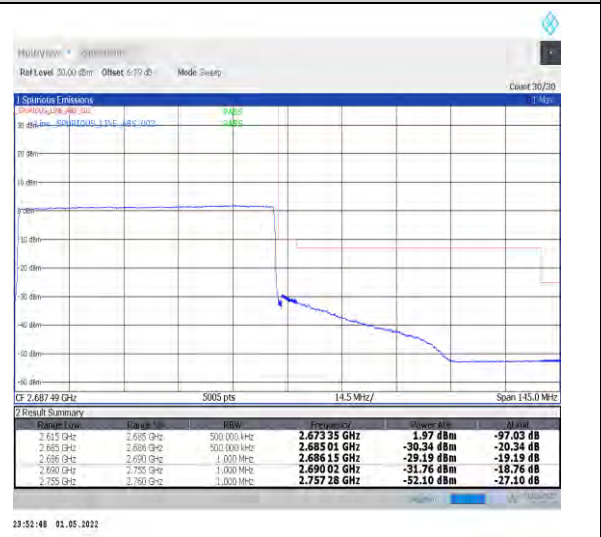 MultiView Spectrum
Ref Level 30.00 dBm Offset 6.79 dB Mode Sweep
Count 30/30
1 Spurious Emissions 1 Max
_SPURIOUS_LINE_ABS_002 PASS
30 dBm Line _SPURIOUS_LINE_ABS_002 PASS
20 dBm
10 dBm
0 dBm
-10 dBm
-20 dBm
-30 dBm
-40 dBm
-50 dBm
-60 dBm
CF 2.687 49 GHz 5005 pts 14.5 MHz/ Span 145.0 MHz
2 Result Summary
Range Low Range Up RBW Frequency Power Abs ΔLimit
2.615 GHz 2.685 GHz 500.000 kHz 2.673 35 GHz 1.97 dBm -97.03 dB
2.685 GHz 2.686 GHz 500.000 kHz 2.685 01 GHz -30.34 dBm -20.34 dB
2.686 GHz 2.690 GHz 1.000 MHz 2.686 15 GHz -29.19 dBm -19.19 dB
2.690 GHz 2.755 GHz 1.000 MHz 2.690 02 GHz -31.76 dBm -18.76 dB
2.755 GHz 2.760 GHz 1.000 MHz 2.757 28 GHz -52.10 dBm -27.10 dB
23:52:48 01.05.2022